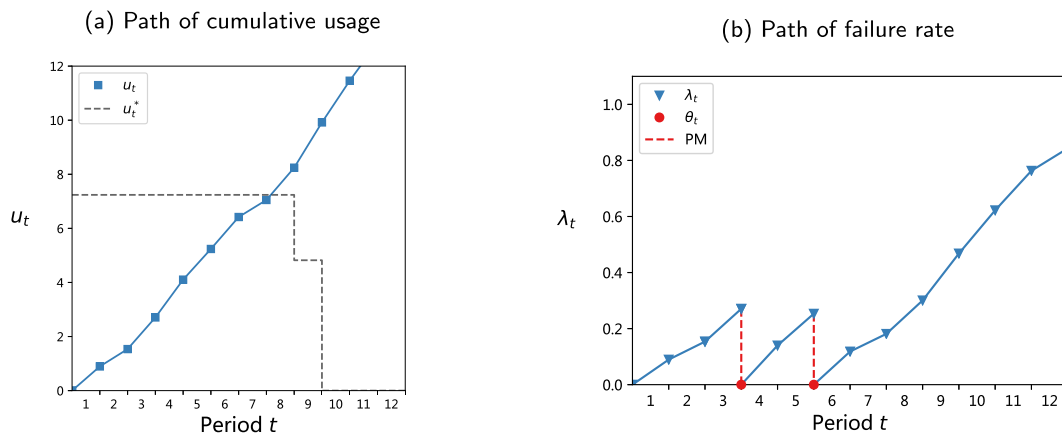 (a) Path of cumulative usage
12
10
8
6
4
2
0
u_t
u_t
u_t^*
1 2 3 4 5 6 7 8 9 10 11 12
Period t
(b) Path of failure rate
1.0
0.8
0.6
0.4
0.2
0.0
λ_t
λ_t
θ_t
PM
1 2 3 4 5 6 7 8 9 10 11 12
Period t